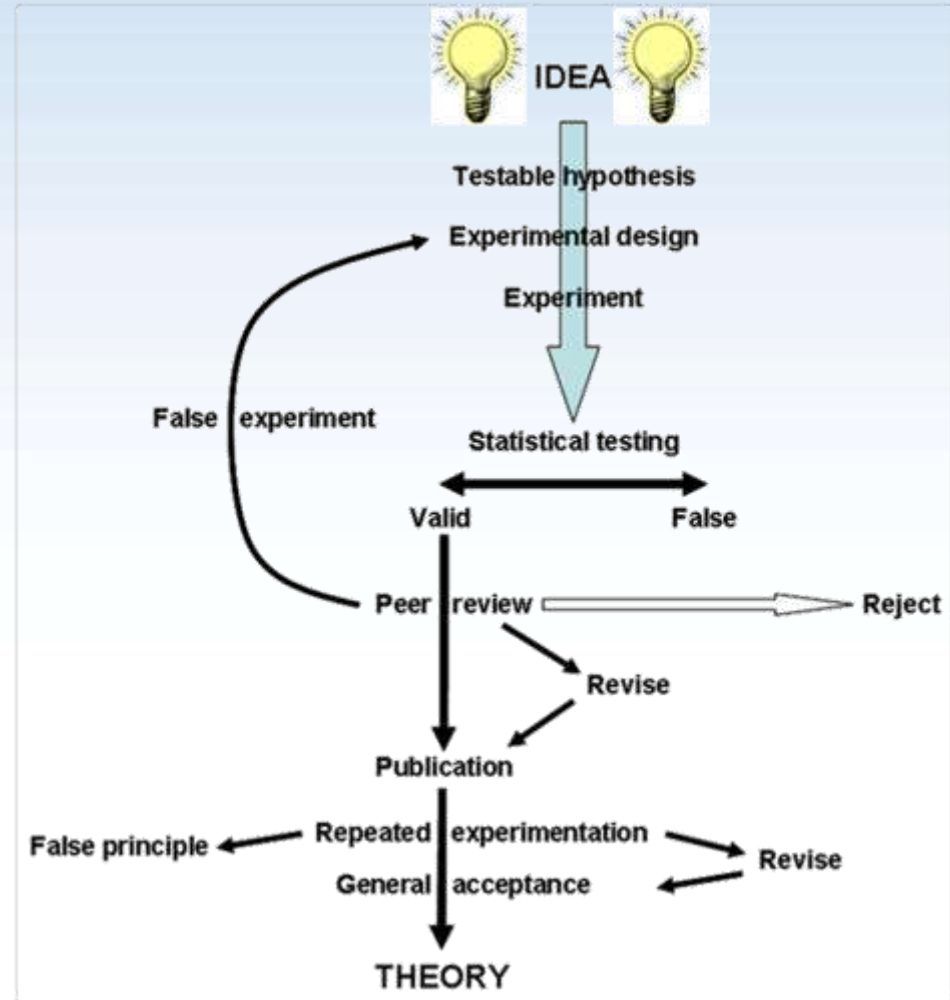 IDEA
Testable hypothesis
Experimental design
Experiment
False experiment
Statistical testing
Valid
False
Peer review
Reject
Revise
Publication
Repeated experimentation
False principle
Revise
General acceptance
THEORY